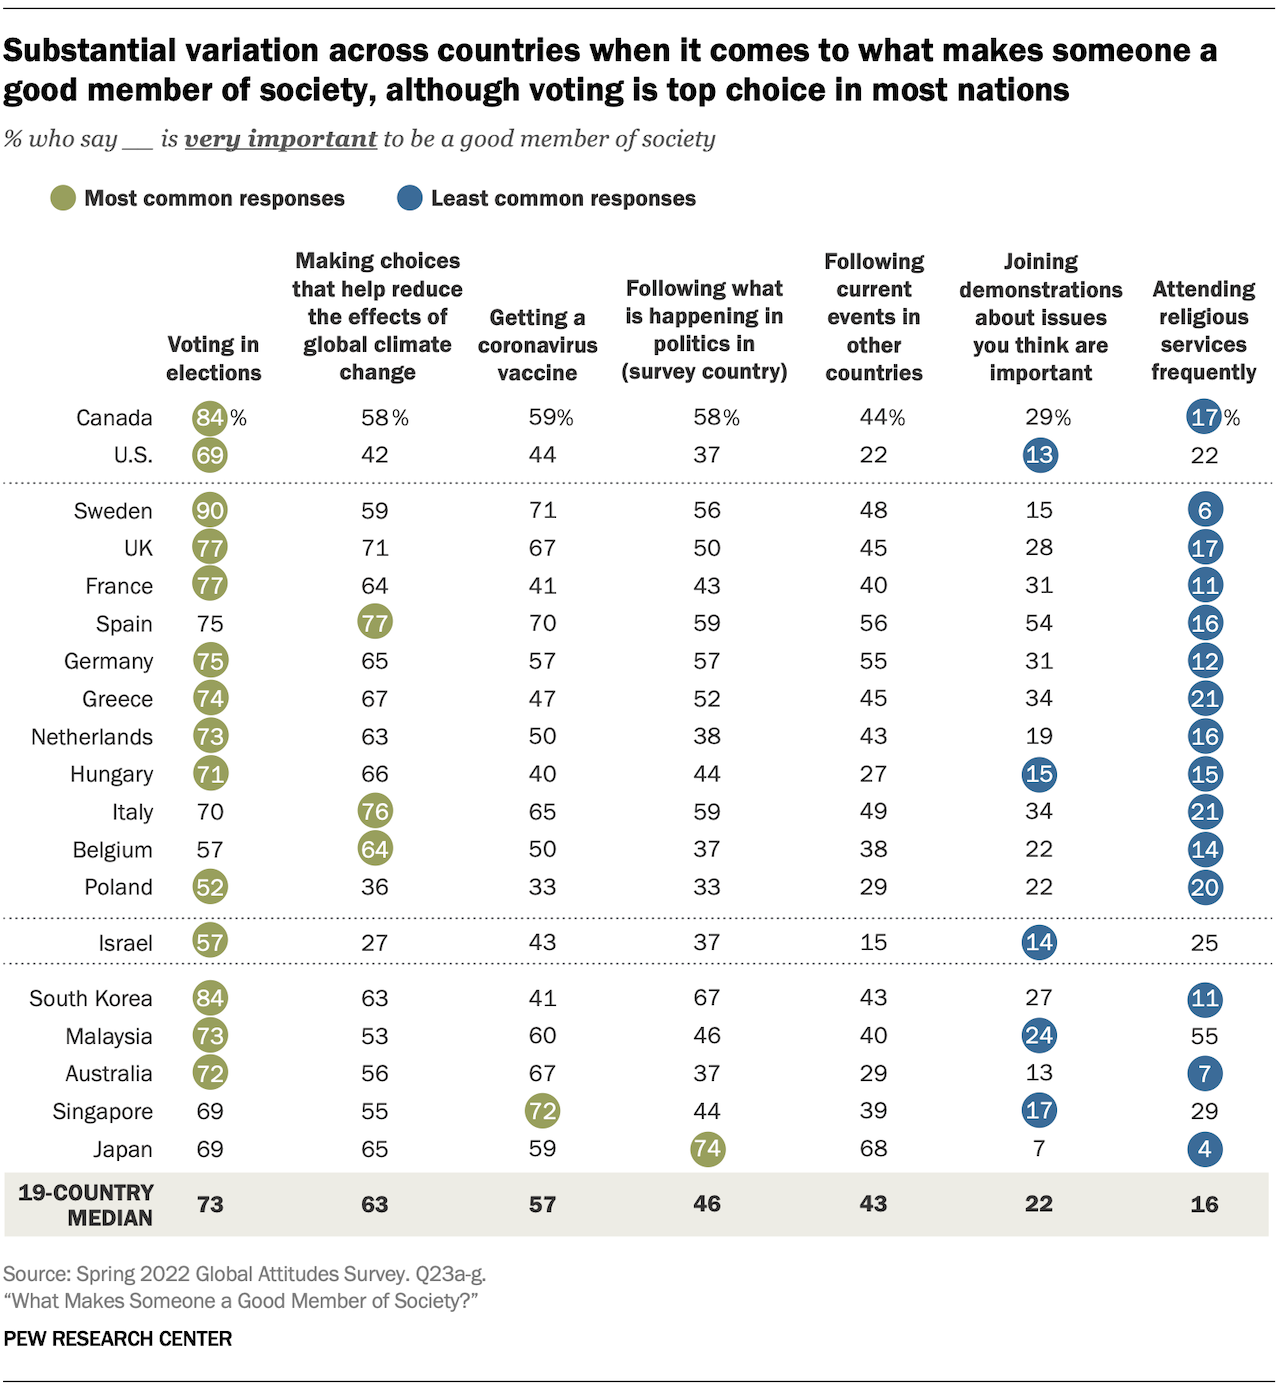 Substantial variation across countries when it comes to what makes someone a
good member of society, although voting is top choice in most nations
% who say __ is very important to be a good member of society
Most common responses Least common responses
Voting in
elections
Making choices
that help reduce
the effects of
global climate
change
Getting a
coronavirus
vaccine
Following what
is happening in
politics in
(survey country)
Following
current
events in
other
countries
Joining
demonstrations
about issues
you think are
important
Attending
religious
services
frequently
Canada 84% 58% 59% 58% 44% 29% 17%
U.S. 69 42 44 37 22 13 22
Sweden 90 59 71 56 48 15 6
UK 77 71 67 50 45 28 17
France 77 64 41 43 40 31 11
Spain 75 77 70 59 56 54 16
Germany 75 65 57 57 55 31 12
Greece 74 67 47 52 45 34 21
Netherlands 73 63 50 38 43 19 16
Hungary 71 66 40 44 27 15 15
Italy 70 76 65 59 49 34 21
Belgium 57 64 50 37 38 22 14
Poland 52 36 33 33 29 22 20
Israel 57 27 43 37 15 14 25
South Korea 84 63 41 67 43 27 11
Malaysia 73 53 60 46 40 24 55
Australia 72 56 67 37 29 13 7
Singapore 69 55 72 44 39 17 29
Japan 69 65 59 74 68 7 4
19-COUNTRY
MEDIAN 73 63 57 46 43 22 16
Source: Spring 2022 Global Attitudes Survey. Q23a-g.
“What Makes Someone a Good Member of Society?”
PEW RESEARCH CENTER